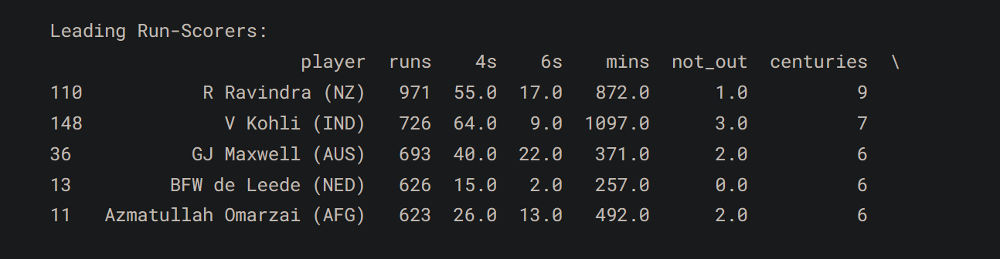 Leading Run-Scorers:
player runs 4s 6s mins not_out centuries \
110 R Ravindra (NZ) 971 55.0 17.0 872.0 1.0 9
148 V Kohli (IND) 726 64.0 9.0 1097.0 3.0 7
36 GJ Maxwell (AUS) 693 40.0 22.0 371.0 2.0 6
13 BFW de Leede (NED) 626 15.0 2.0 257.0 0.0 6
11 Azmatullah Omarzai (AFG) 623 26.0 13.0 492.0 2.0 6